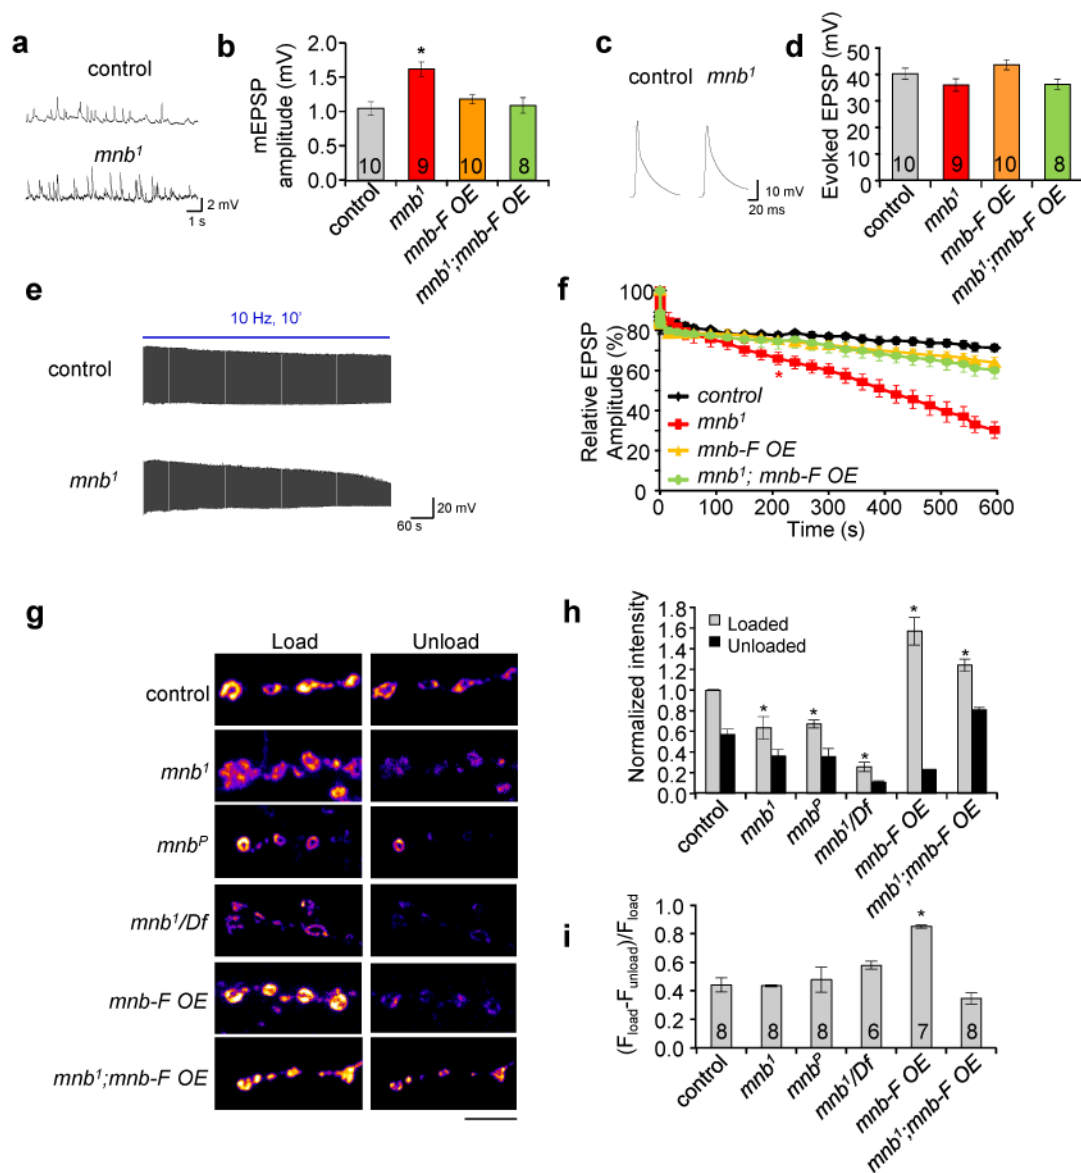 a
control
mnb¹
2 mV
1 s
b
mEPSP
amplitude (mV)
2.0
1.5
1.0
0.5
0.0
*
10
9
10
8
control
mnb¹
mnb-F OE
mnb¹;mnb-F OE
c
control mnb¹
10 mV
20 ms
d
Evoked EPSP (mV)
50
40
30
20
10
0
10
9
10
8
control
mnb¹
mnb-F OE
mnb¹;mnb-F OE
e
10 Hz, 10'
control
mnb¹
20 mV
60 s
f
Relative EPSP
Amplitude (%)
100
80
60
40
20
0
*
control
mnb¹
mnb-F OE
mnb¹; mnb-F OE
0 100 200 300 400 500 600
Time (s)
g
Load Unload
control
mnb¹
mnbᴾ
mnb¹/Df
mnb-F OE
mnb¹;mnb-F OE
h
Normalized intensity
1.8
1.6
1.4
1.2
1.0
0.8
0.6
0.4
0.2
0
Loaded
Unloaded
* * * * *
control
mnb¹
mnbᴾ
mnb¹/Df
mnb-F OE
mnb¹;mnb-F OE
i
(Fload-Funload)/Fload
1.0
0.8
0.6
0.4
0.2
0
*
8
8
8
6
7
8
control
mnb¹
mnbᴾ
mnb¹/Df
mnb-F OE
mnb¹;mnb-F OE